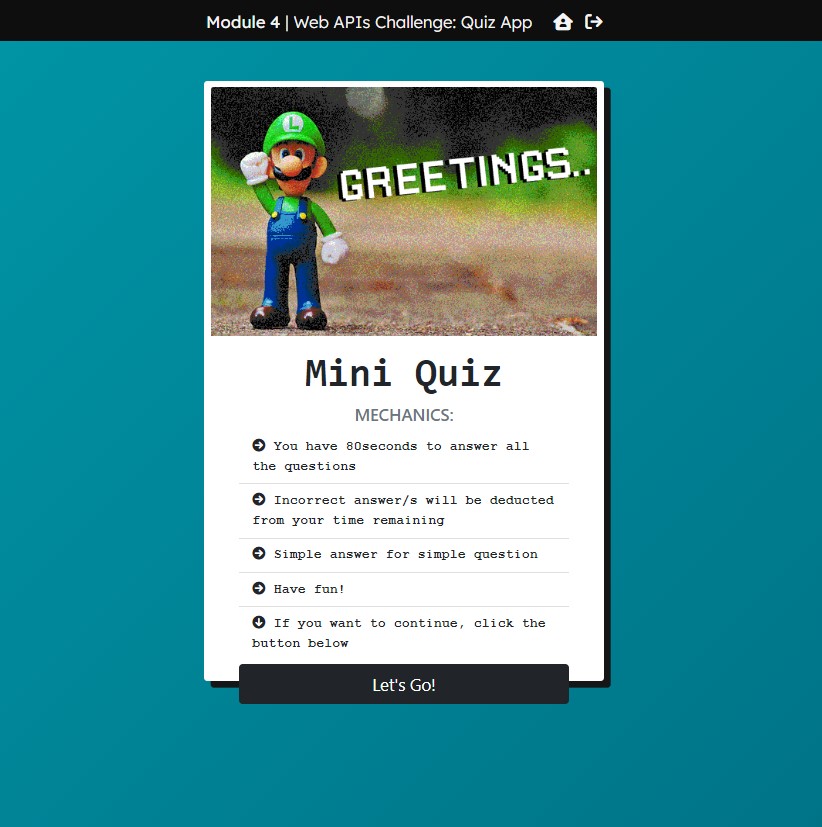 Module 4 | Web APIs Challenge: Quiz App
L
GREETINGS..
Mini Quiz
MECHANICS:
You have 80seconds to answer all
the questions
Incorrect answer/s will be deducted
from your time remaining
Simple answer for simple question
Have fun!
If you want to continue, click the
button below
Let's Go!